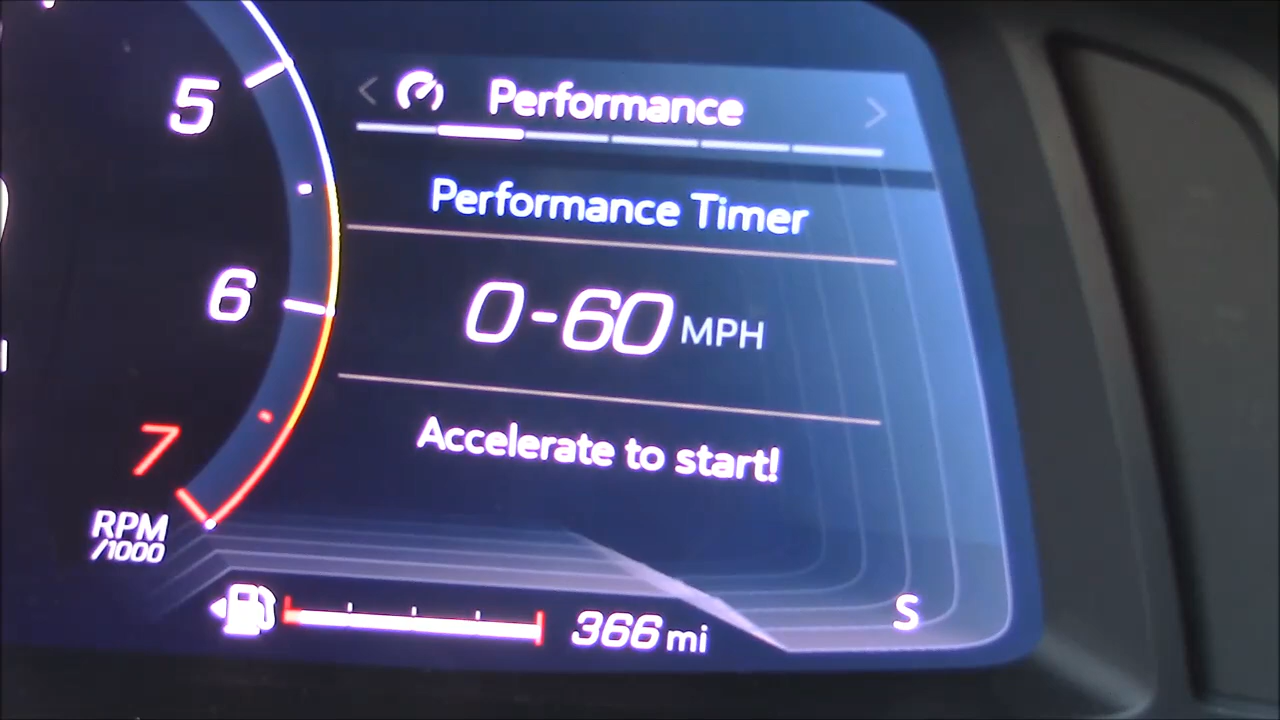 Performance
Performance Timer
0-60 MPH
Accelerate to start!
5
6
7
RPM
/1000
366 mi
S